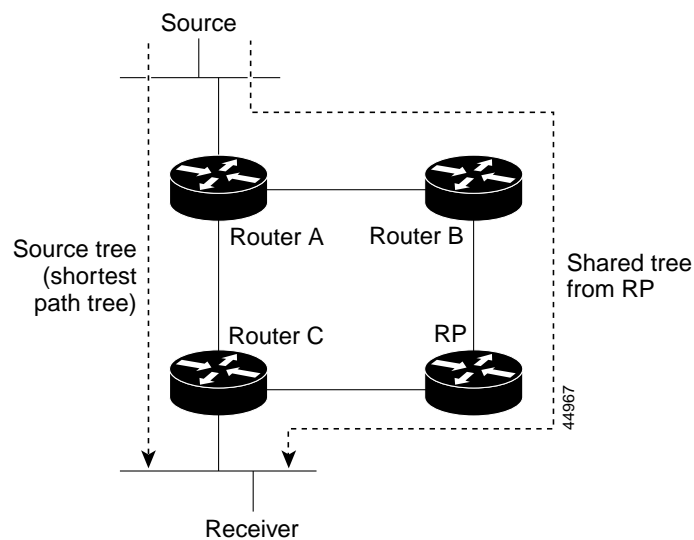 Source
Router A
Router B
Source tree
(shortest
path tree)
Shared tree
from RP
Router C
RP
44967
Receiver